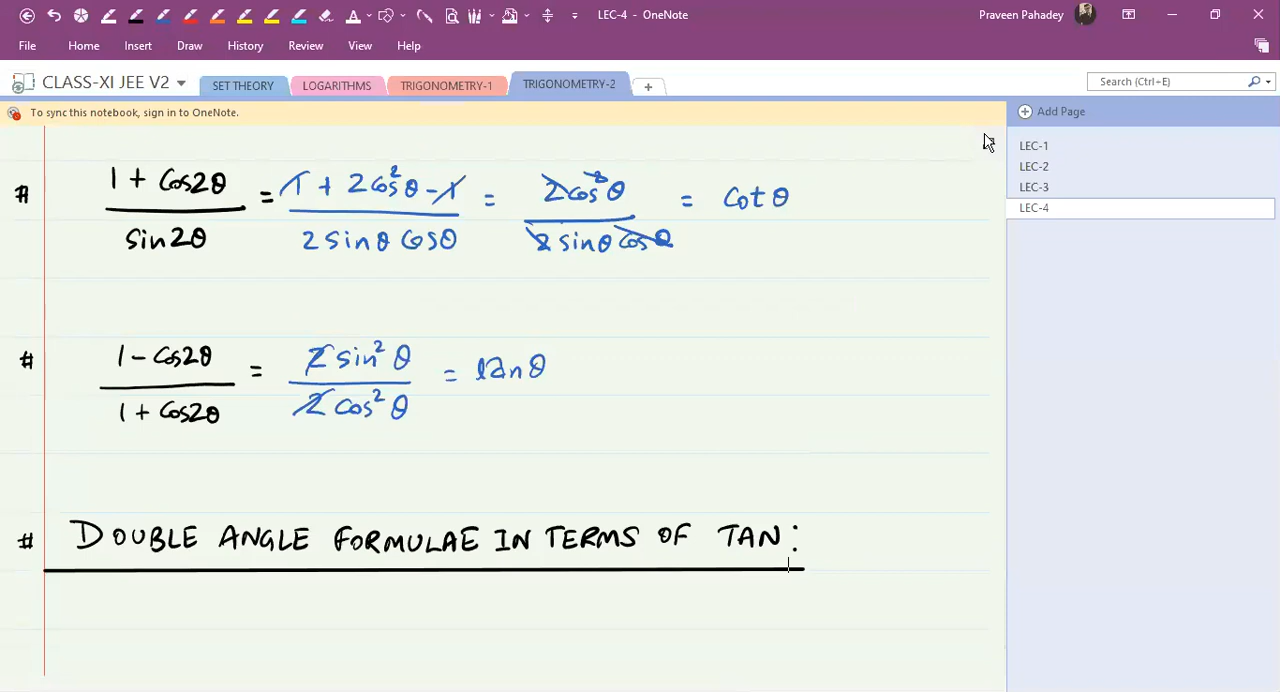 LEC-4 - OneNote
Praveen Pahadey
File Home Insert Draw History Review View Help
CLASS-XI JEE V2 SET THEORY LOGARITHMS TRIGONOMETRY-1 TRIGONOMETRY-2 Search (Ctrl+E)
To sync this notebook, sign in to OneNote.
Add Page
LEC-1
LEC-2
LEC-3
LEC-4
# (1 + cos2θ)/(sin2θ) = (1 + 2cos²θ - 1)/(2 sinθ cosθ) = (2cos²θ)/(2 sinθ cosθ) = cot θ
# (1 - cos2θ)/(1 + cos2θ) = (2 sin²θ)/(2 cos²θ) = tanθ
# DOUBLE ANGLE FORMULAE IN TERMS OF TAN: